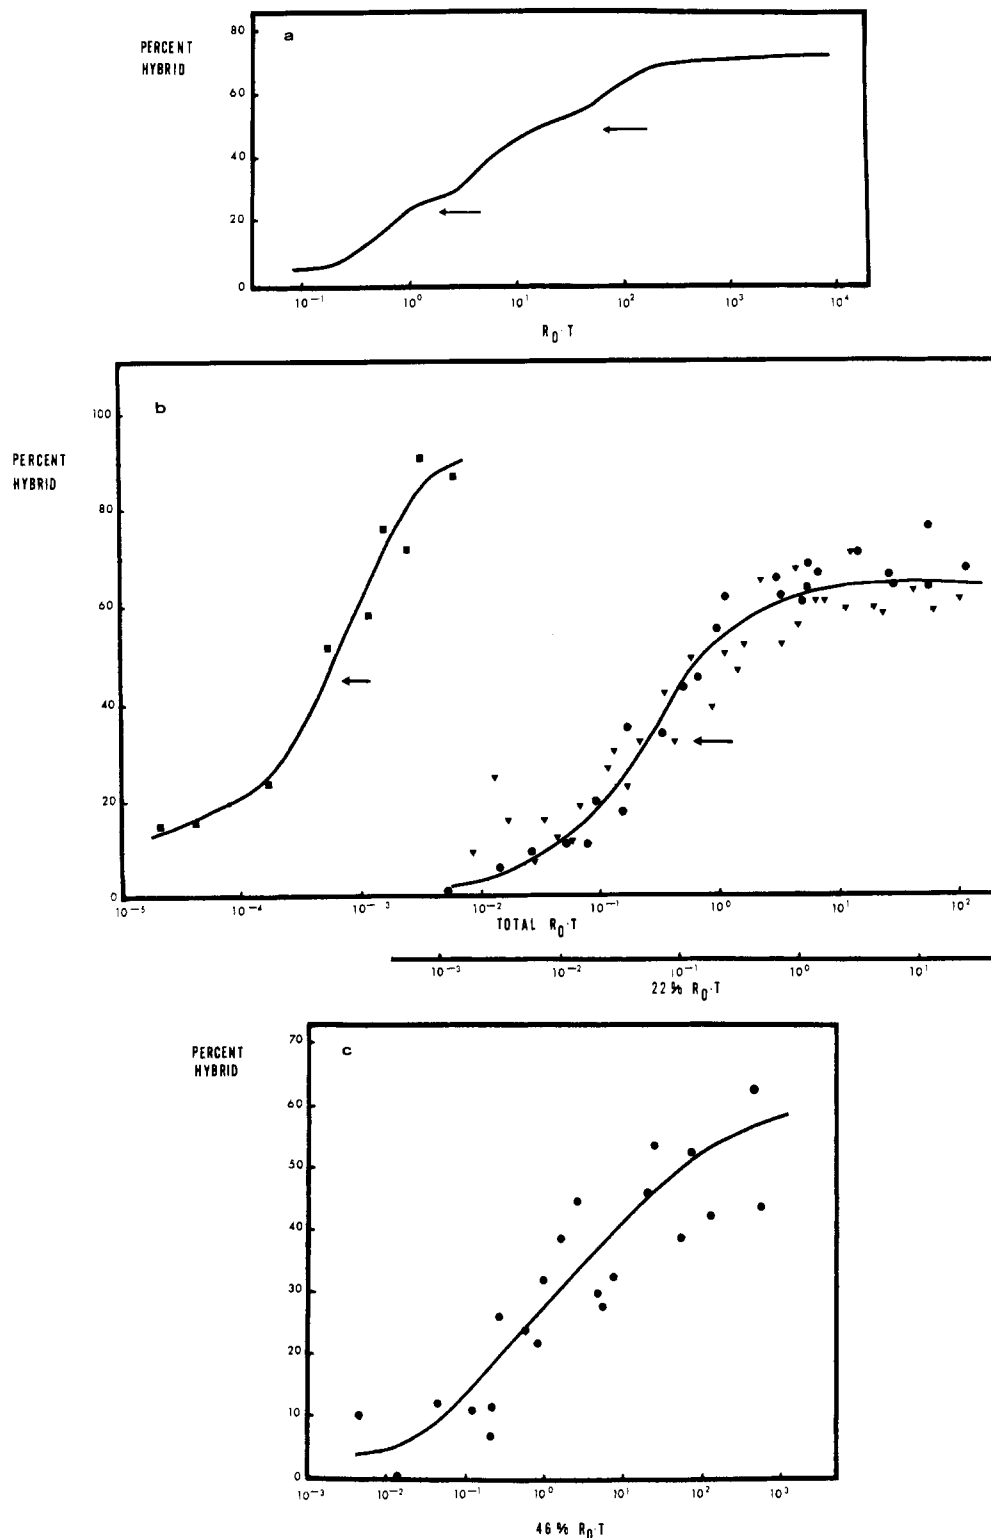 a
PERCENT
HYBRID
80
60
40
20
0
10⁻¹ 10⁰ 10¹ 10² 10³ 10⁴
R₀·T
b
PERCENT
HYBRID
100
80
60
40
20
0
10⁻⁵ 10⁻⁴ 10⁻³ 10⁻² 10⁻¹ 10⁰ 10¹ 10²
TOTAL R₀·T
10⁻³ 10⁻² 10⁻¹ 10⁰ 10¹
22% R₀·T
c
PERCENT
HYBRID
70
60
50
40
30
20
10
0
10⁻³ 10⁻² 10⁻¹ 10⁰ 10¹ 10² 10³
46% R₀·T